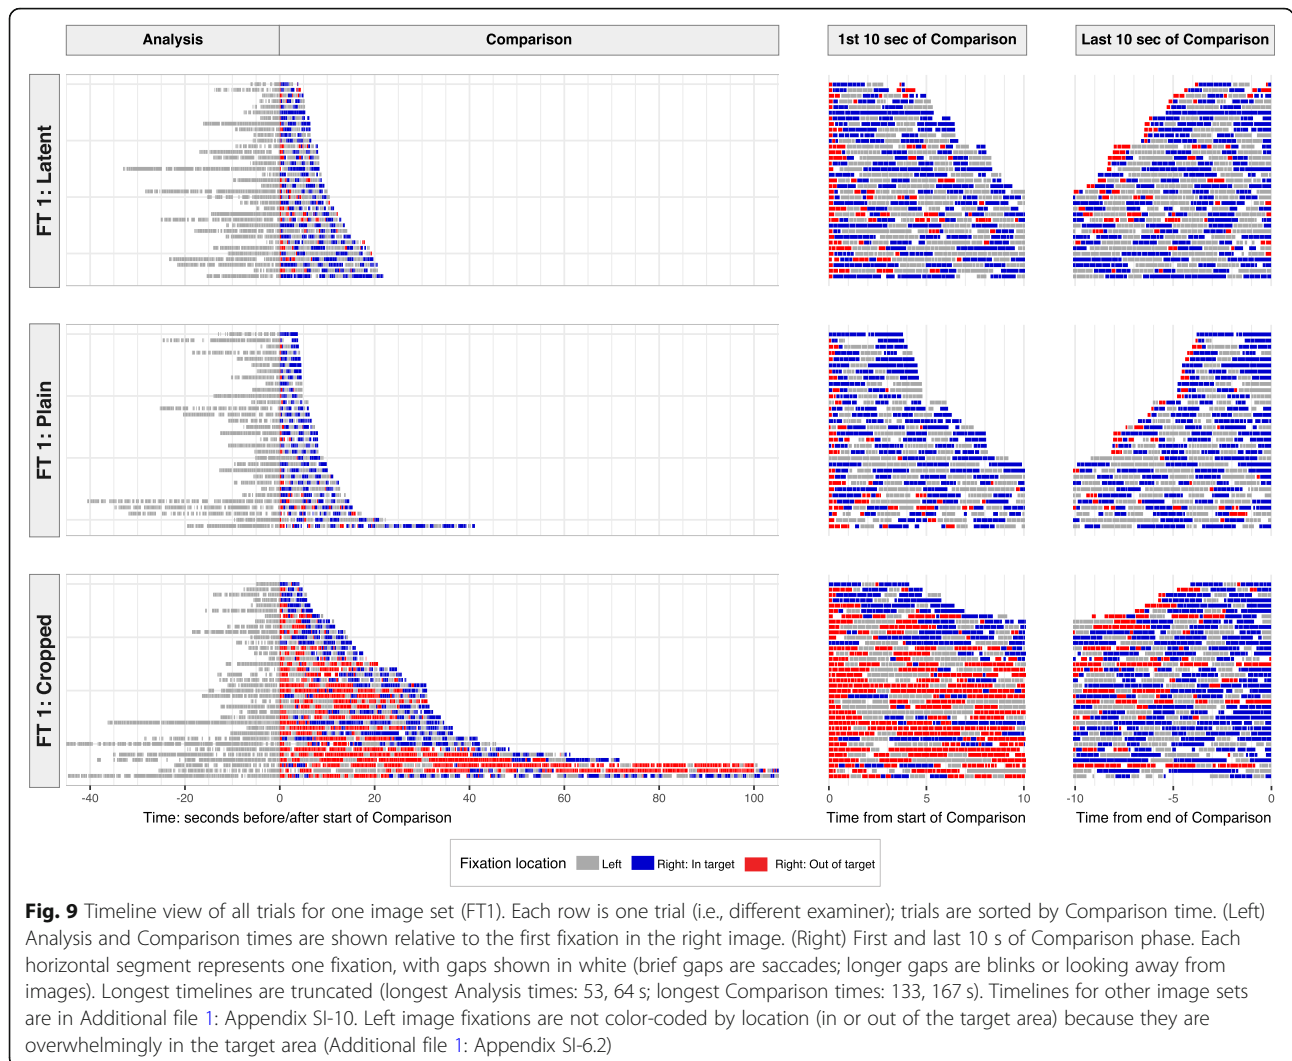 Analysis
Comparison
1st 10 sec of Comparison
Last 10 sec of Comparison
FT 1: Latent
FT 1: Plain
FT 1: Cropped
-40
-20
0
20
40
60
80
100
0
5
10
-10
-5
0
Time: seconds before/after start of Comparison
Time from start of Comparison
Time from end of Comparison
Fixation location
Left
Right: In target
Right: Out of target
Fig. 9 Timeline view of all trials for one image set (FT1). Each row is one trial (i.e., different examiner); trials are sorted by Comparison time. (Left)
Analysis and Comparison times are shown relative to the first fixation in the right image. (Right) First and last 10 s of Comparison phase. Each
horizontal segment represents one fixation, with gaps shown in white (brief gaps are saccades; longer gaps are blinks or looking away from
images). Longest timelines are truncated (longest Analysis times: 53, 64 s; longest Comparison times: 133, 167 s). Timelines for other image sets
are in Additional file 1: Appendix SI-10. Left image fixations are not color-coded by location (in or out of the target area) because they are
overwhelmingly in the target area (Additional file 1: Appendix SI-6.2)